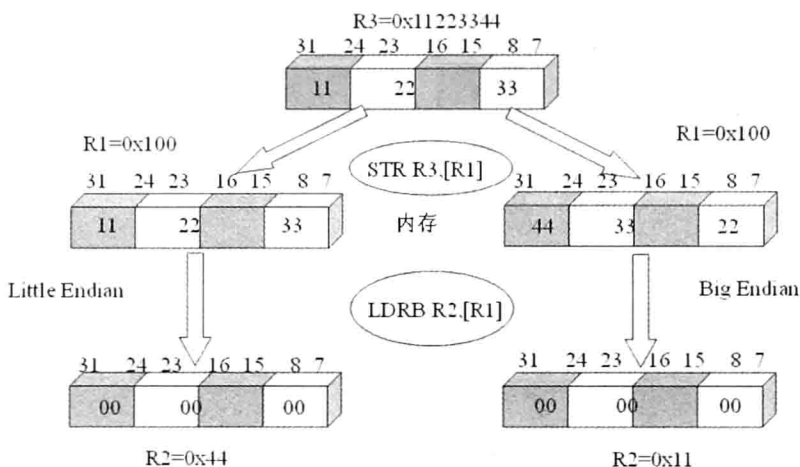 R3=0x11223344
31 24 23 16 15 8 7
11 22 33
R1=0x100
R1=0x100
STR R3,[R1]
31 24 23 16 15 8 7
31 24 23 16 15 8 7
11 22 33
内存
44 33 22
Little Endian
LDRB R2,[R1]
Big Endian
31 24 23 16 15 8 7
31 24 23 16 15 8 7
00 00 00
00 00 00
R2=0x44
R2=0x11